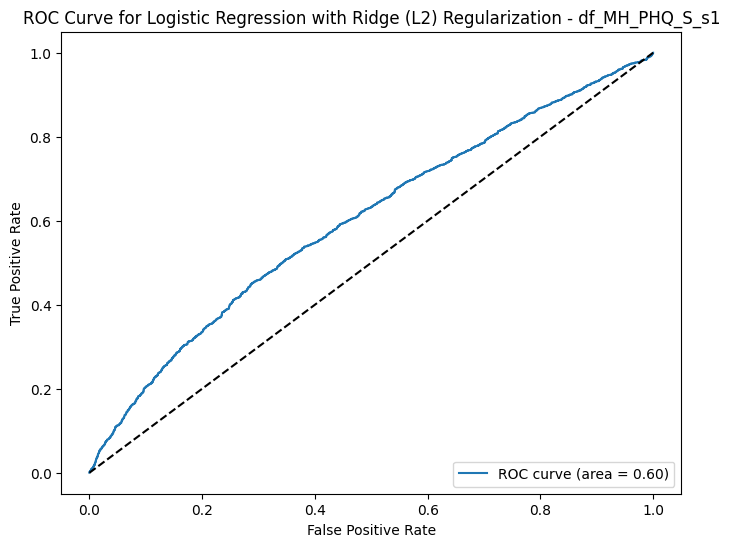 ROC Curve for Logistic Regression with Ridge (L2) Regularization - df_MH_PHQ_S_s1
True Positive Rate
1.0
0.8
0.6
0.4
0.2
0.0
ROC curve (area = 0.60)
0.0 0.2 0.4 0.6 0.8 1.0
False Positive Rate